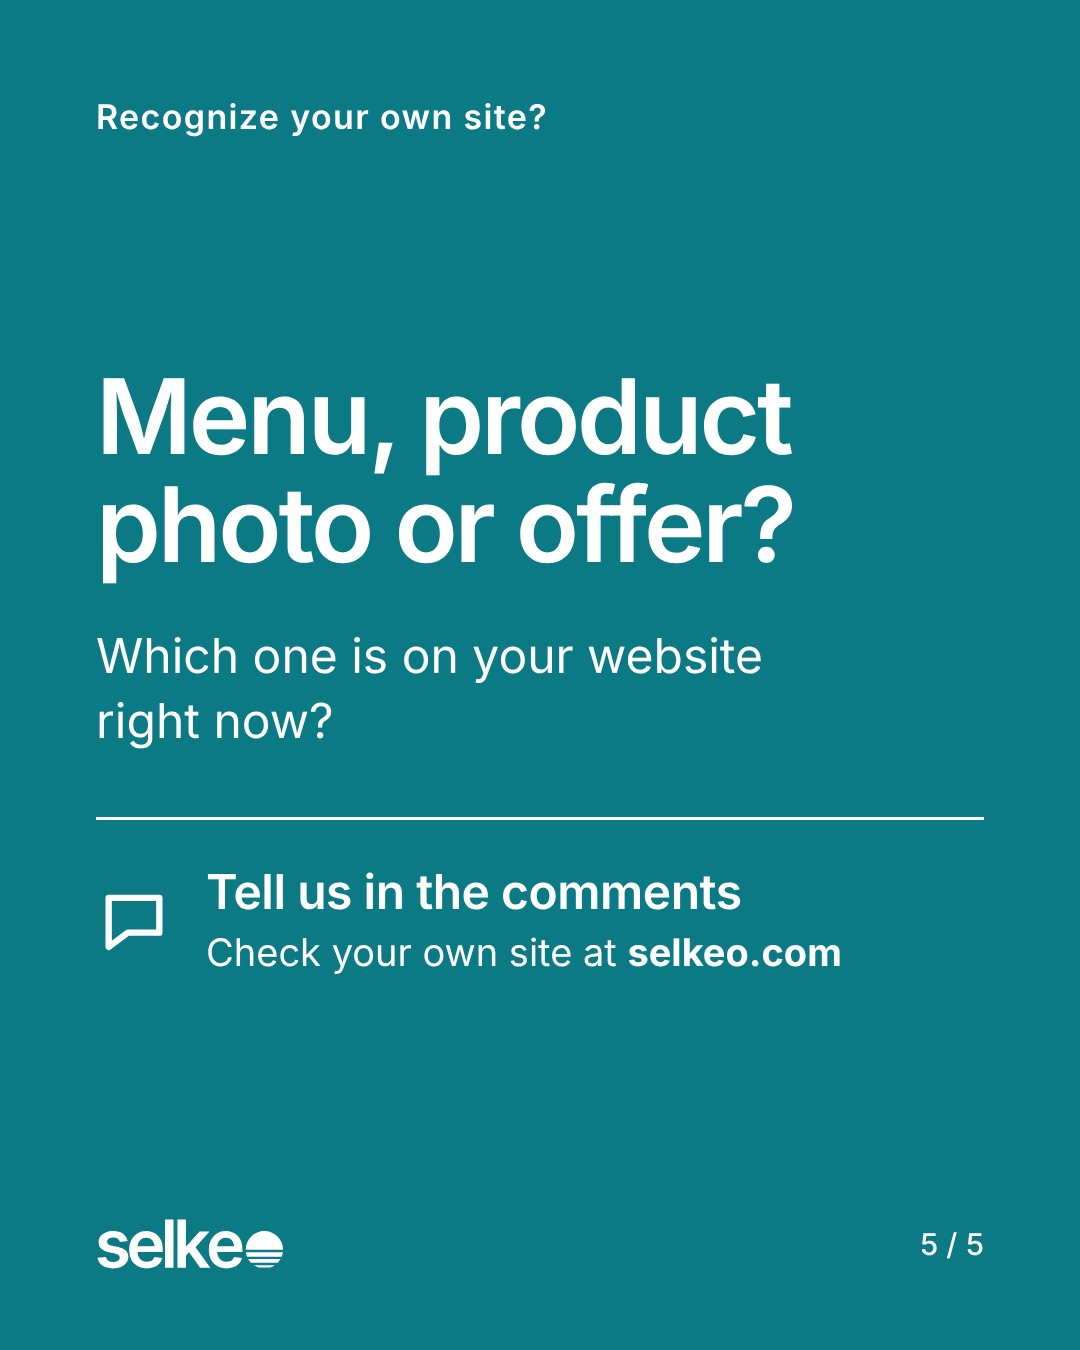 Recognize your own site?
Menu, product
photo or offer?
Which one is on your website
right now?
Tell us in the comments
Check your own site at selkeo.com
selkeo
5 / 5